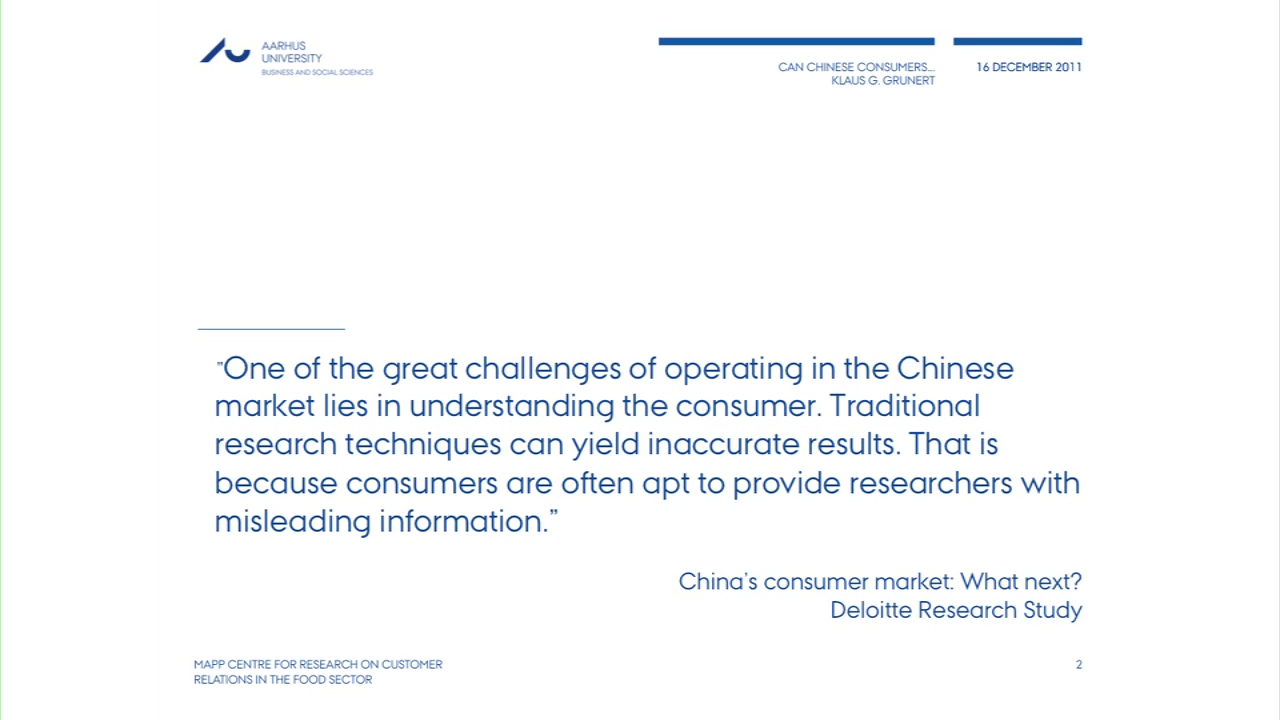 AARHUS
UNIVERSITY
BUSINESS AND SOCIAL SCIENCES
CAN CHINESE CONSUMERS...
KLAUS G. GRUNERT
16 DECEMBER 2011
"One of the great challenges of operating in the Chinese
market lies in understanding the consumer. Traditional
research techniques can yield inaccurate results. That is
because consumers are often apt to provide researchers with
misleading information.”
China’s consumer market: What next?
Deloitte Research Study
MAPP CENTRE FOR RESEARCH ON CUSTOMER
RELATIONS IN THE FOOD SECTOR
2